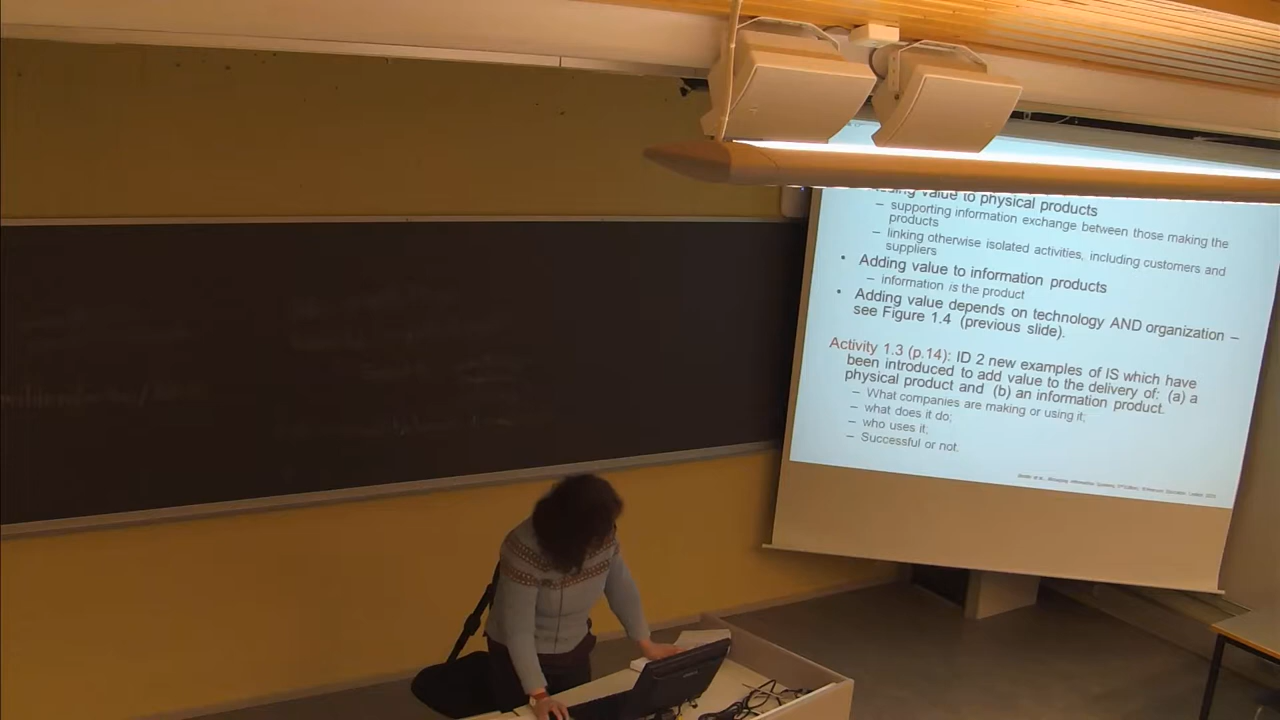 value to physical products
– supporting information exchange between those making the
products
– linking otherwise isolated activities, including customers and
suppliers
• Adding value to information products
– information is the product
• Adding value depends on technology AND organization –
see Figure 1.4 (previous slide).
Activity 1.3 (p.14): ID 2 new examples of IS which have
been introduced to add value to the delivery of: (a) a
physical product and (b) an information product.
– What companies are making or using it;
– what does it do;
– who uses it;
– Successful or not.